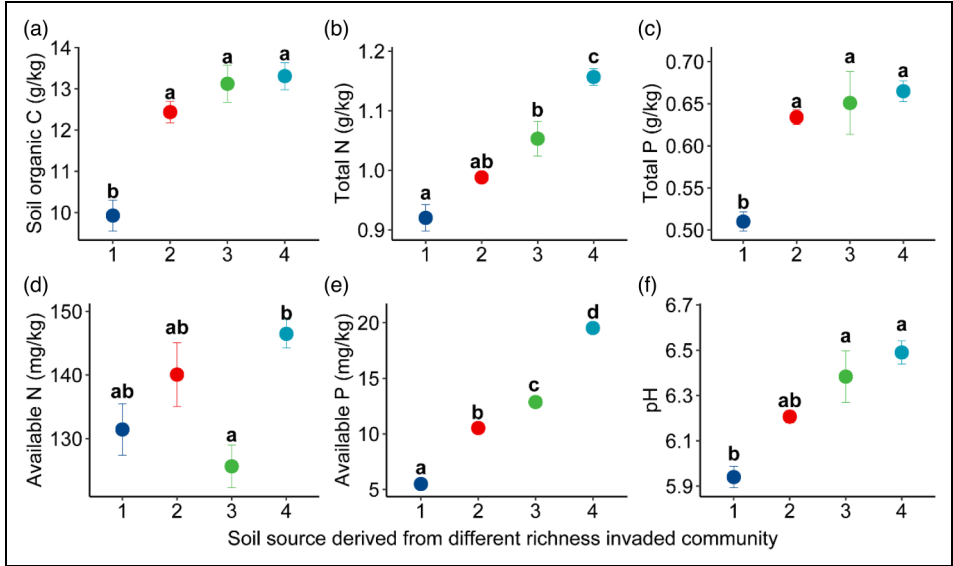 (a)
(b)
(c)
Soil organic C (g/kg)
14
13
12
11
10
b
a
a
a
1 2 3 4
Total N (g/kg)
1.2
1.1
1.0
0.9
a
ab
b
c
1 2 3 4
Total P (g/kg)
0.70
0.65
0.60
0.55
0.50
b
a
a
a
1 2 3 4
(d)
(e)
(f)
Available N (mg/kg)
150
140
130
ab
ab
a
b
1 2 3 4
Available P (mg/kg)
20
15
10
5
a
b
c
d
1 2 3 4
pH
6.7
6.5
6.3
6.1
5.9
b
ab
a
a
1 2 3 4
Soil source derived from different richness invaded community